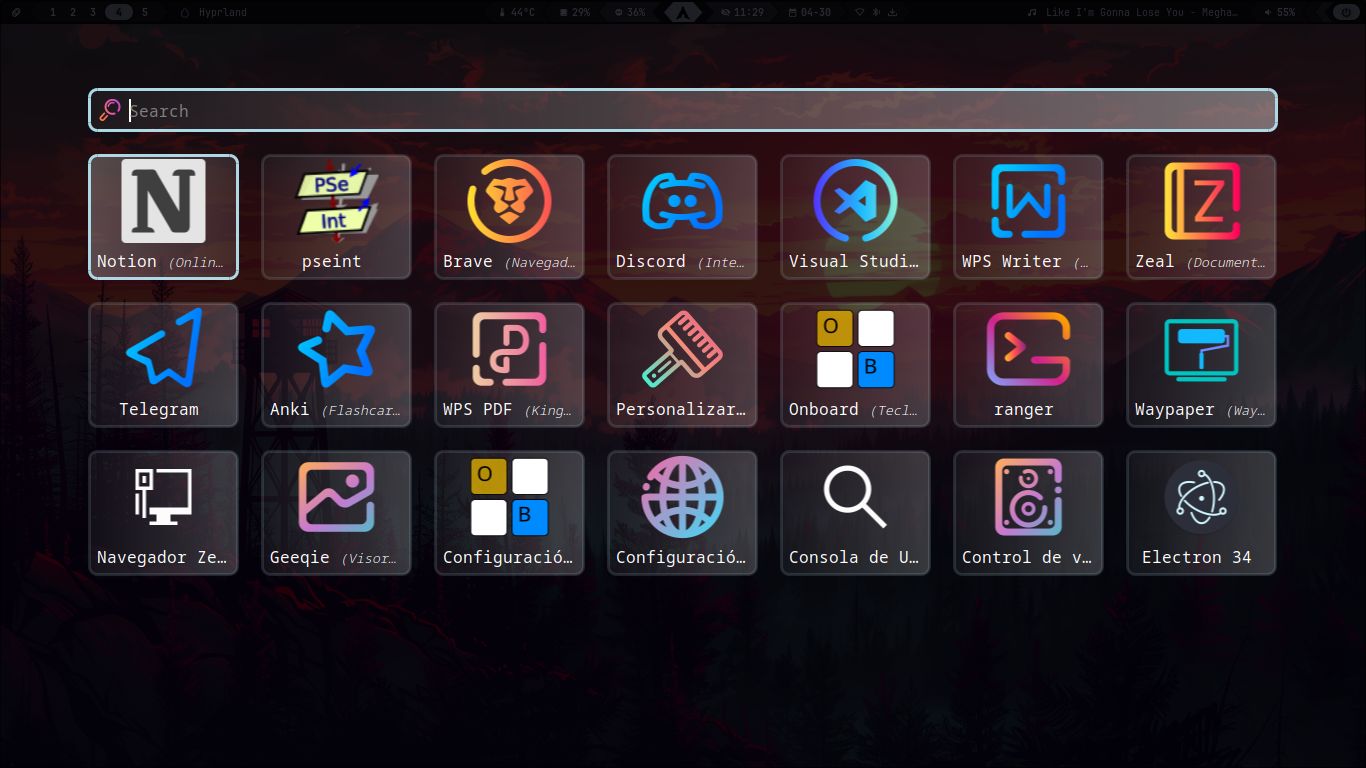 1 2 3 4 5 Hyprland 44°C 29% 36% 11:29 04-30 Like I'm Gonna Lose You - Megha… 55%
Search
N PSe Int W Z
Notion (Onlin… pseint Brave (Navegad… Discord (Inte… Visual Studi… WPS Writer (… Zeal (Document…
O B
Telegram Anki (Flashcar… WPS PDF (King… Personalizar… Onboard (Tecl… ranger Waypaper (Way…
O B
Navegador Ze… Geeqie (Visor… Configuració… Configuració… Consola de U… Control de v… Electron 34